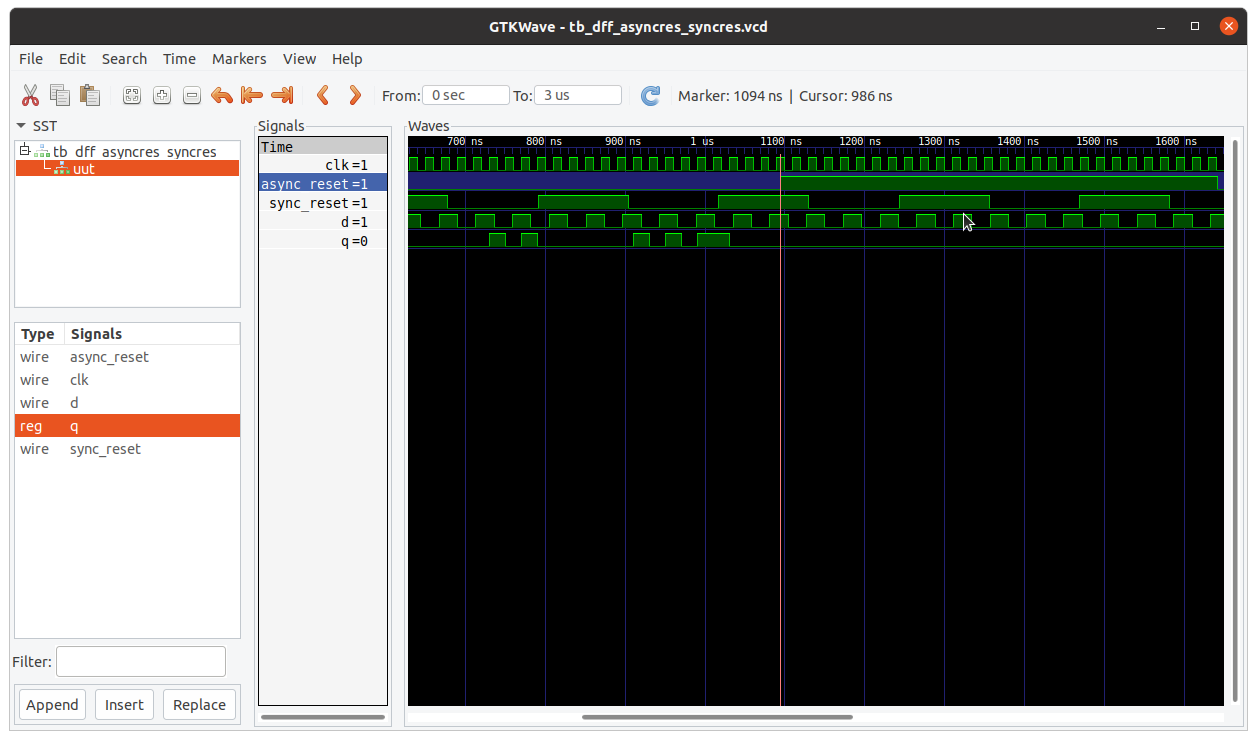 GTKWave - tb_dff_asyncres_syncres.vcd
File Edit Search Time Markers View Help
From: 0 sec To: 3 us Marker: 1094 ns | Cursor: 986 ns
SST
tb_dff_asyncres_syncres
uut
Type Signals
wire async_reset
wire clk
wire d
reg q
wire sync_reset
Filter:
Append Insert Replace
Signals
Time
clk=1
async_reset=1
sync_reset=1
d=1
q=0
Waves
700 ns 800 ns 900 ns 1 us 1100 ns 1200 ns 1300 ns 1400 ns 1500 ns 1600 ns